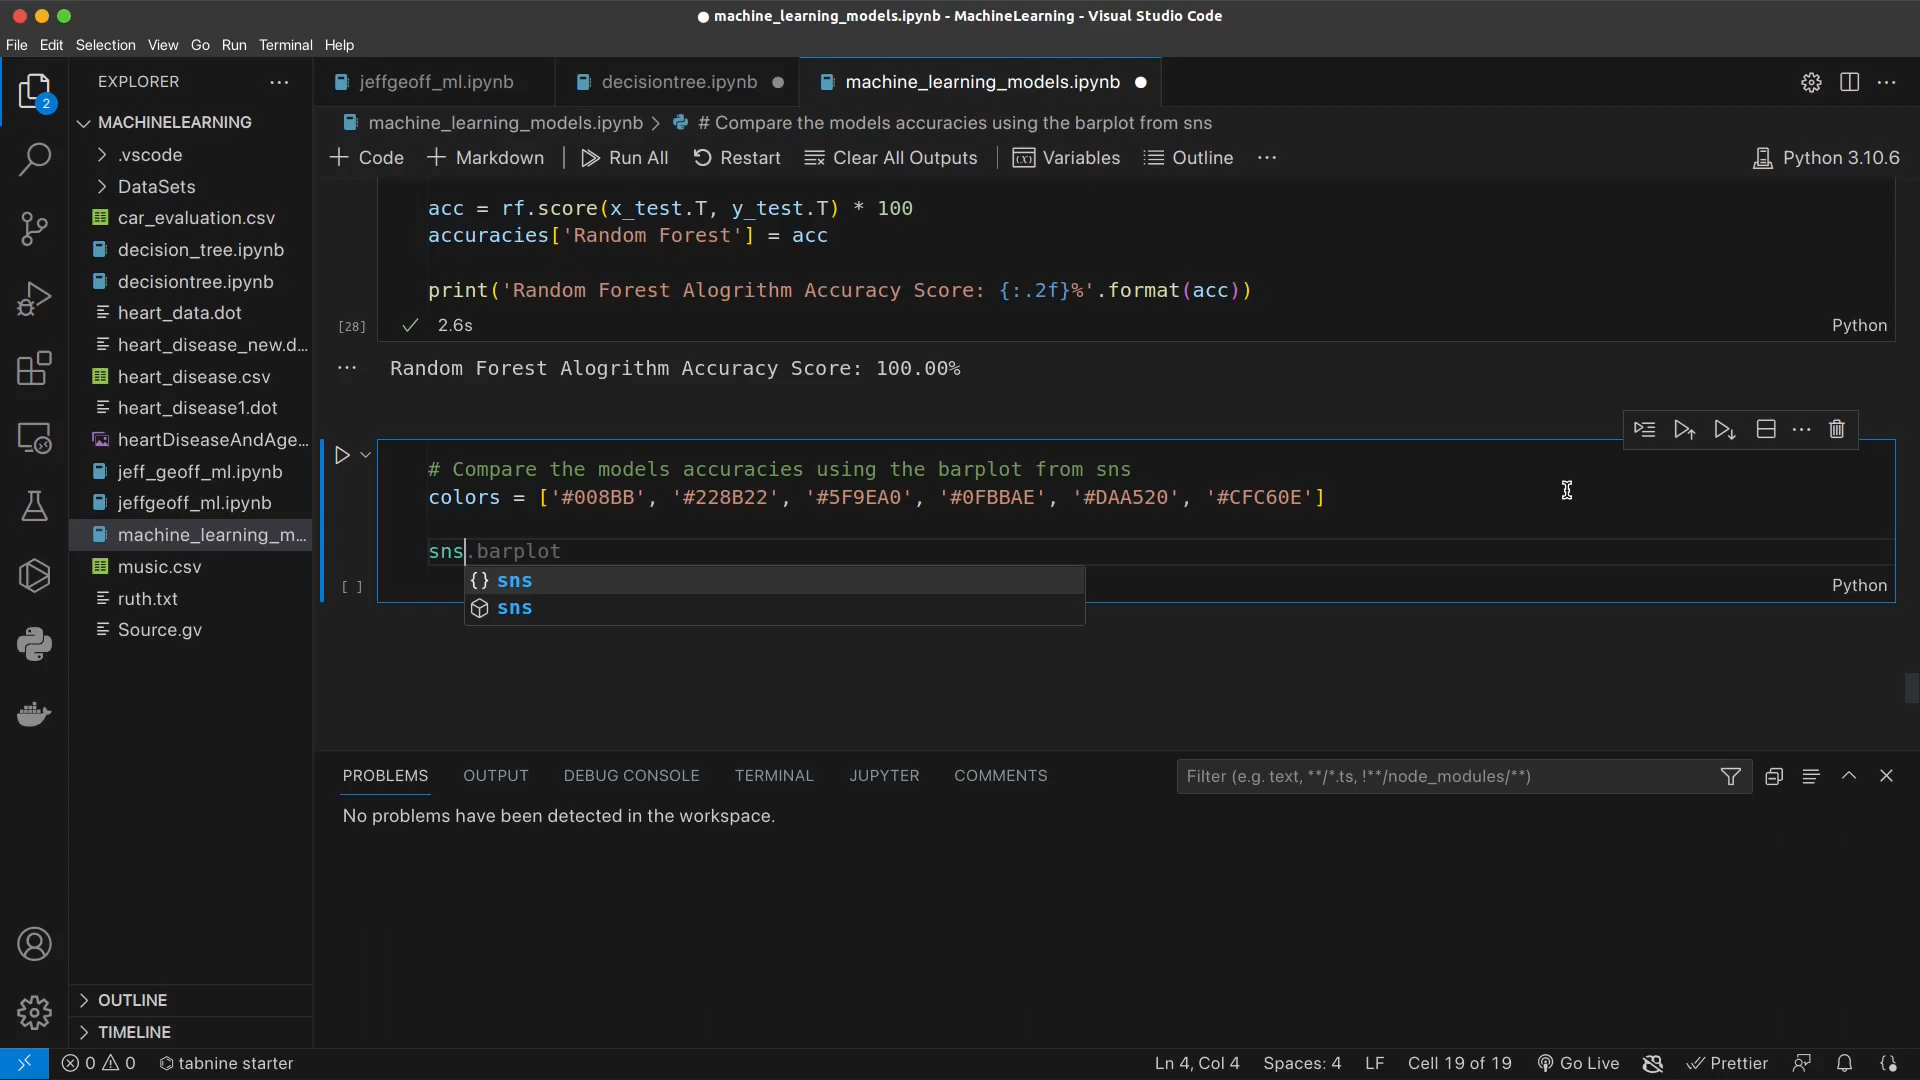 machine_learning_models.ipynb - MachineLearning - Visual Studio Code
File Edit Selection View Go Run Terminal Help
EXPLORER
jeffgeoff_ml.ipynb
decisiontree.ipynb
machine_learning_models.ipynb
2
MACHINELEARNING
.vscode
DataSets
car_evaluation.csv
decision_tree.ipynb
decisiontree.ipynb
heart_data.dot
heart_disease_new.d...
heart_disease.csv
heart_disease1.dot
heartDiseaseAndAge...
jeff_geoff_ml.ipynb
jeffgeoff_ml.ipynb
machine_learning_m...
music.csv
ruth.txt
Source.gv
OUTLINE
TIMELINE
machine_learning_models.ipynb > # Compare the models accuracies using the barplot from sns
+ Code + Markdown Run All Restart Clear All Outputs Variables Outline ... Python 3.10.6
acc = rf.score(x_test.T, y_test.T) * 100
accuracies['Random Forest'] = acc
print('Random Forest Alogrithm Accuracy Score: {:.2f}%'.format(acc))
[28] 2.6s Python
Random Forest Alogrithm Accuracy Score: 100.00%
# Compare the models accuracies using the barplot from sns
colors = ['#008BB', '#228B22', '#5F9EA0', '#0FBBAE', '#DAA520', '#CFC60E']
sns.barplot
{} sns
sns
[ ] Python
PROBLEMS OUTPUT DEBUG CONSOLE TERMINAL JUPYTER COMMENTS
Filter (e.g. text, **/*.ts, !**/node_modules/**)
No problems have been detected in the workspace.
0 0 tabnine starter Ln 4, Col 4 Spaces: 4 LF Cell 19 of 19 Go Live Prettier